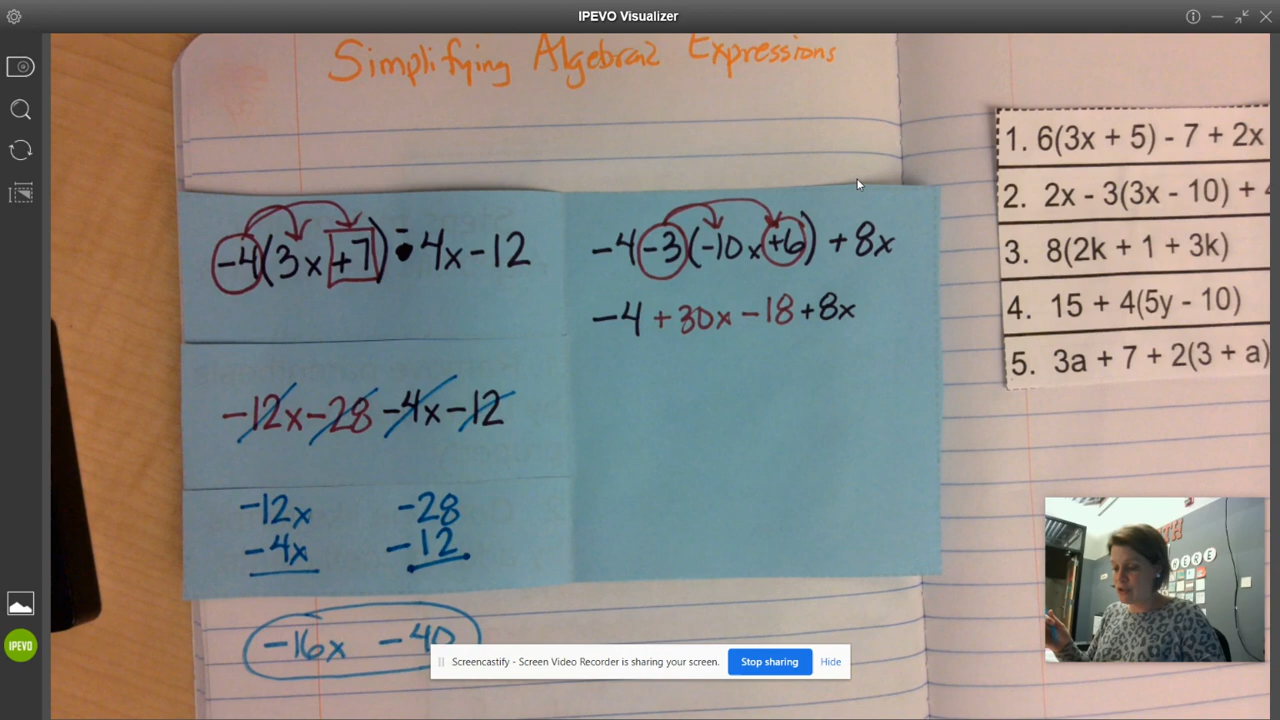 IPEVO Visualizer
Simplifying Algebraic Expressions
-4(3x +7) - 4x - 12
-12x - 28 - 4x - 12
-12x -28
-4x - 12
-16x - 40
-4 -3(-10x +6) + 8x
-4 + 30x - 18 + 8x
1. 6(3x + 5) - 7 + 2x
2. 2x - 3(3x - 10) +
3. 8(2k + 1 + 3k)
4. 15 + 4(5y - 10)
5. 3a + 7 + 2(3 + a)
HERE
IPEVO
Screencastify - Screen Video Recorder is sharing your screen. Stop sharing Hide